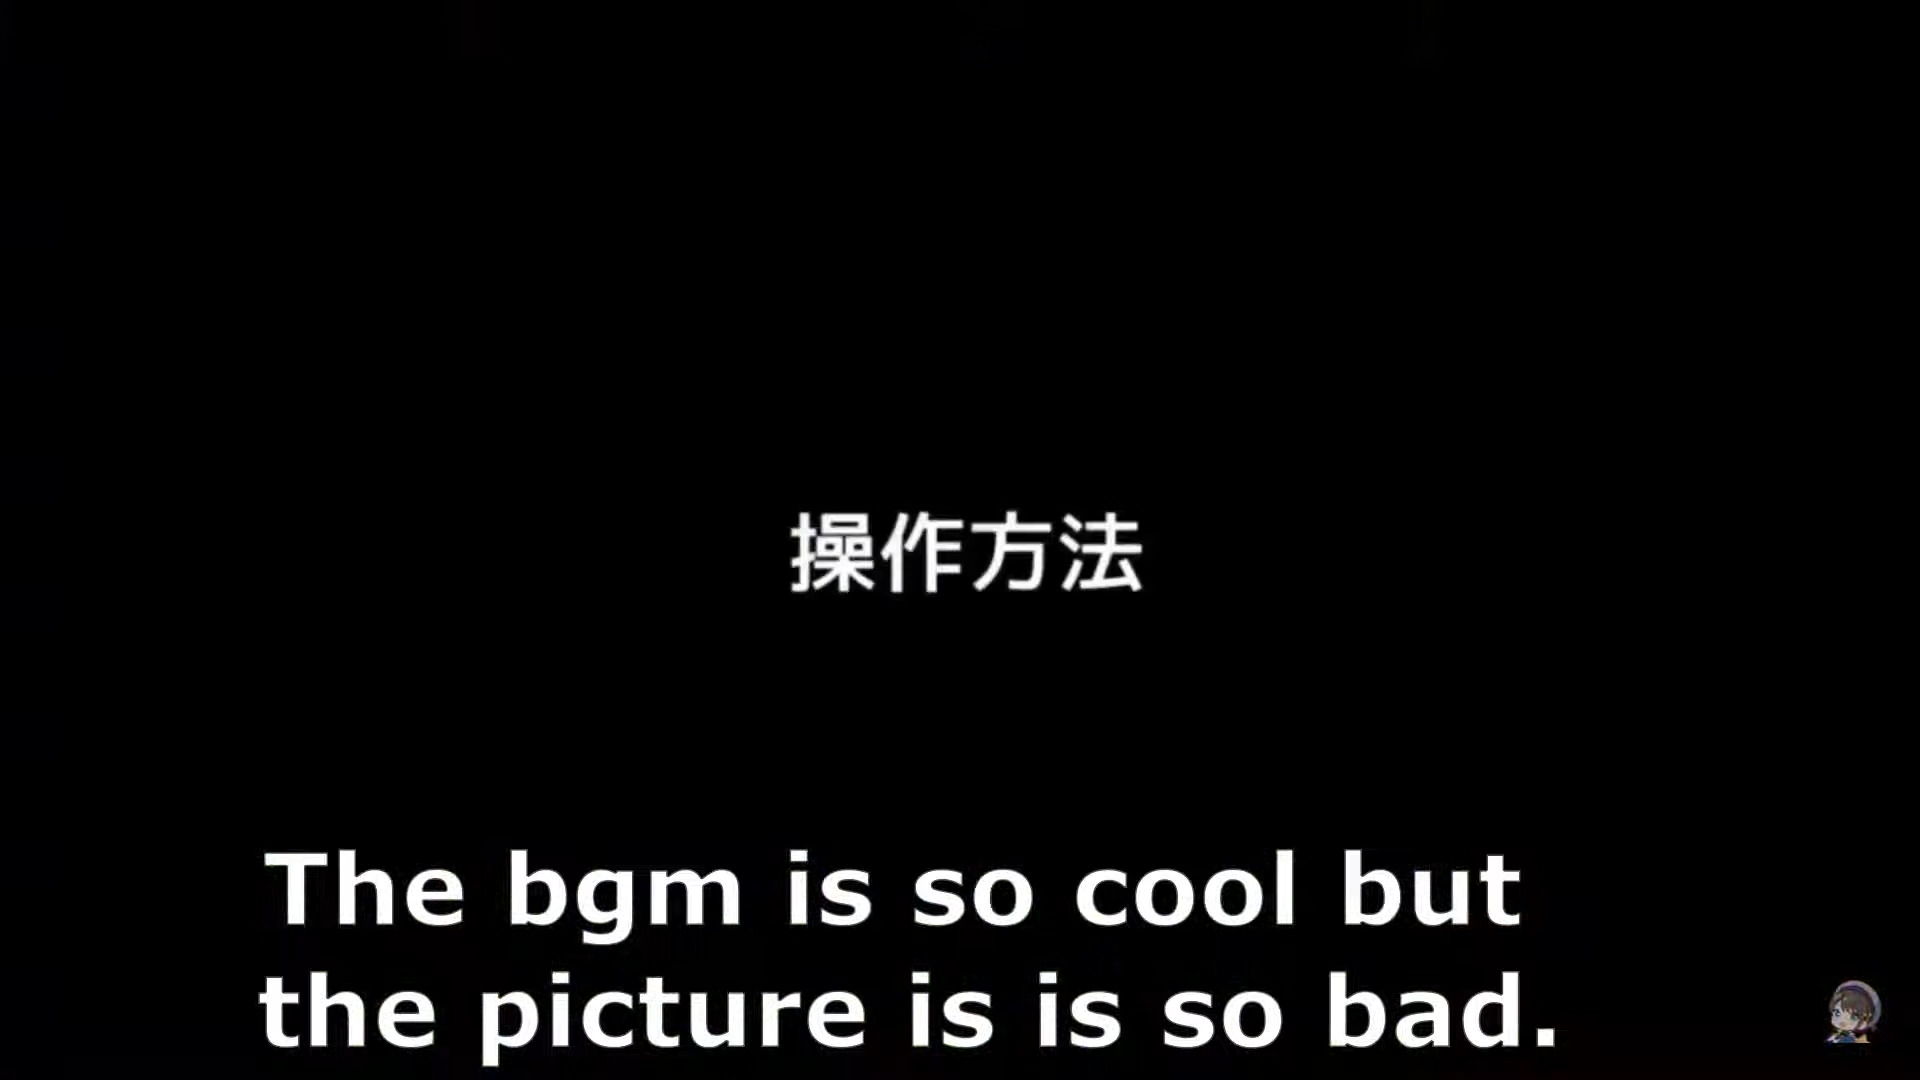 操作方法
The bgm is so cool but
the picture is is so bad.